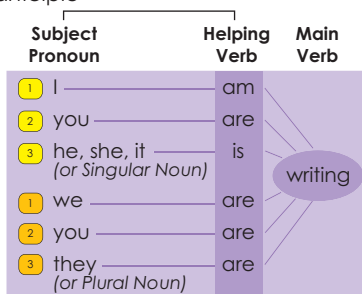 Subject Helping Main
Pronoun Verb Verb
1 I am
2 you are
3 he, she, it is
(or Singular Noun)
writing
1 we are
2 you are
3 they are
(or Plural Noun)